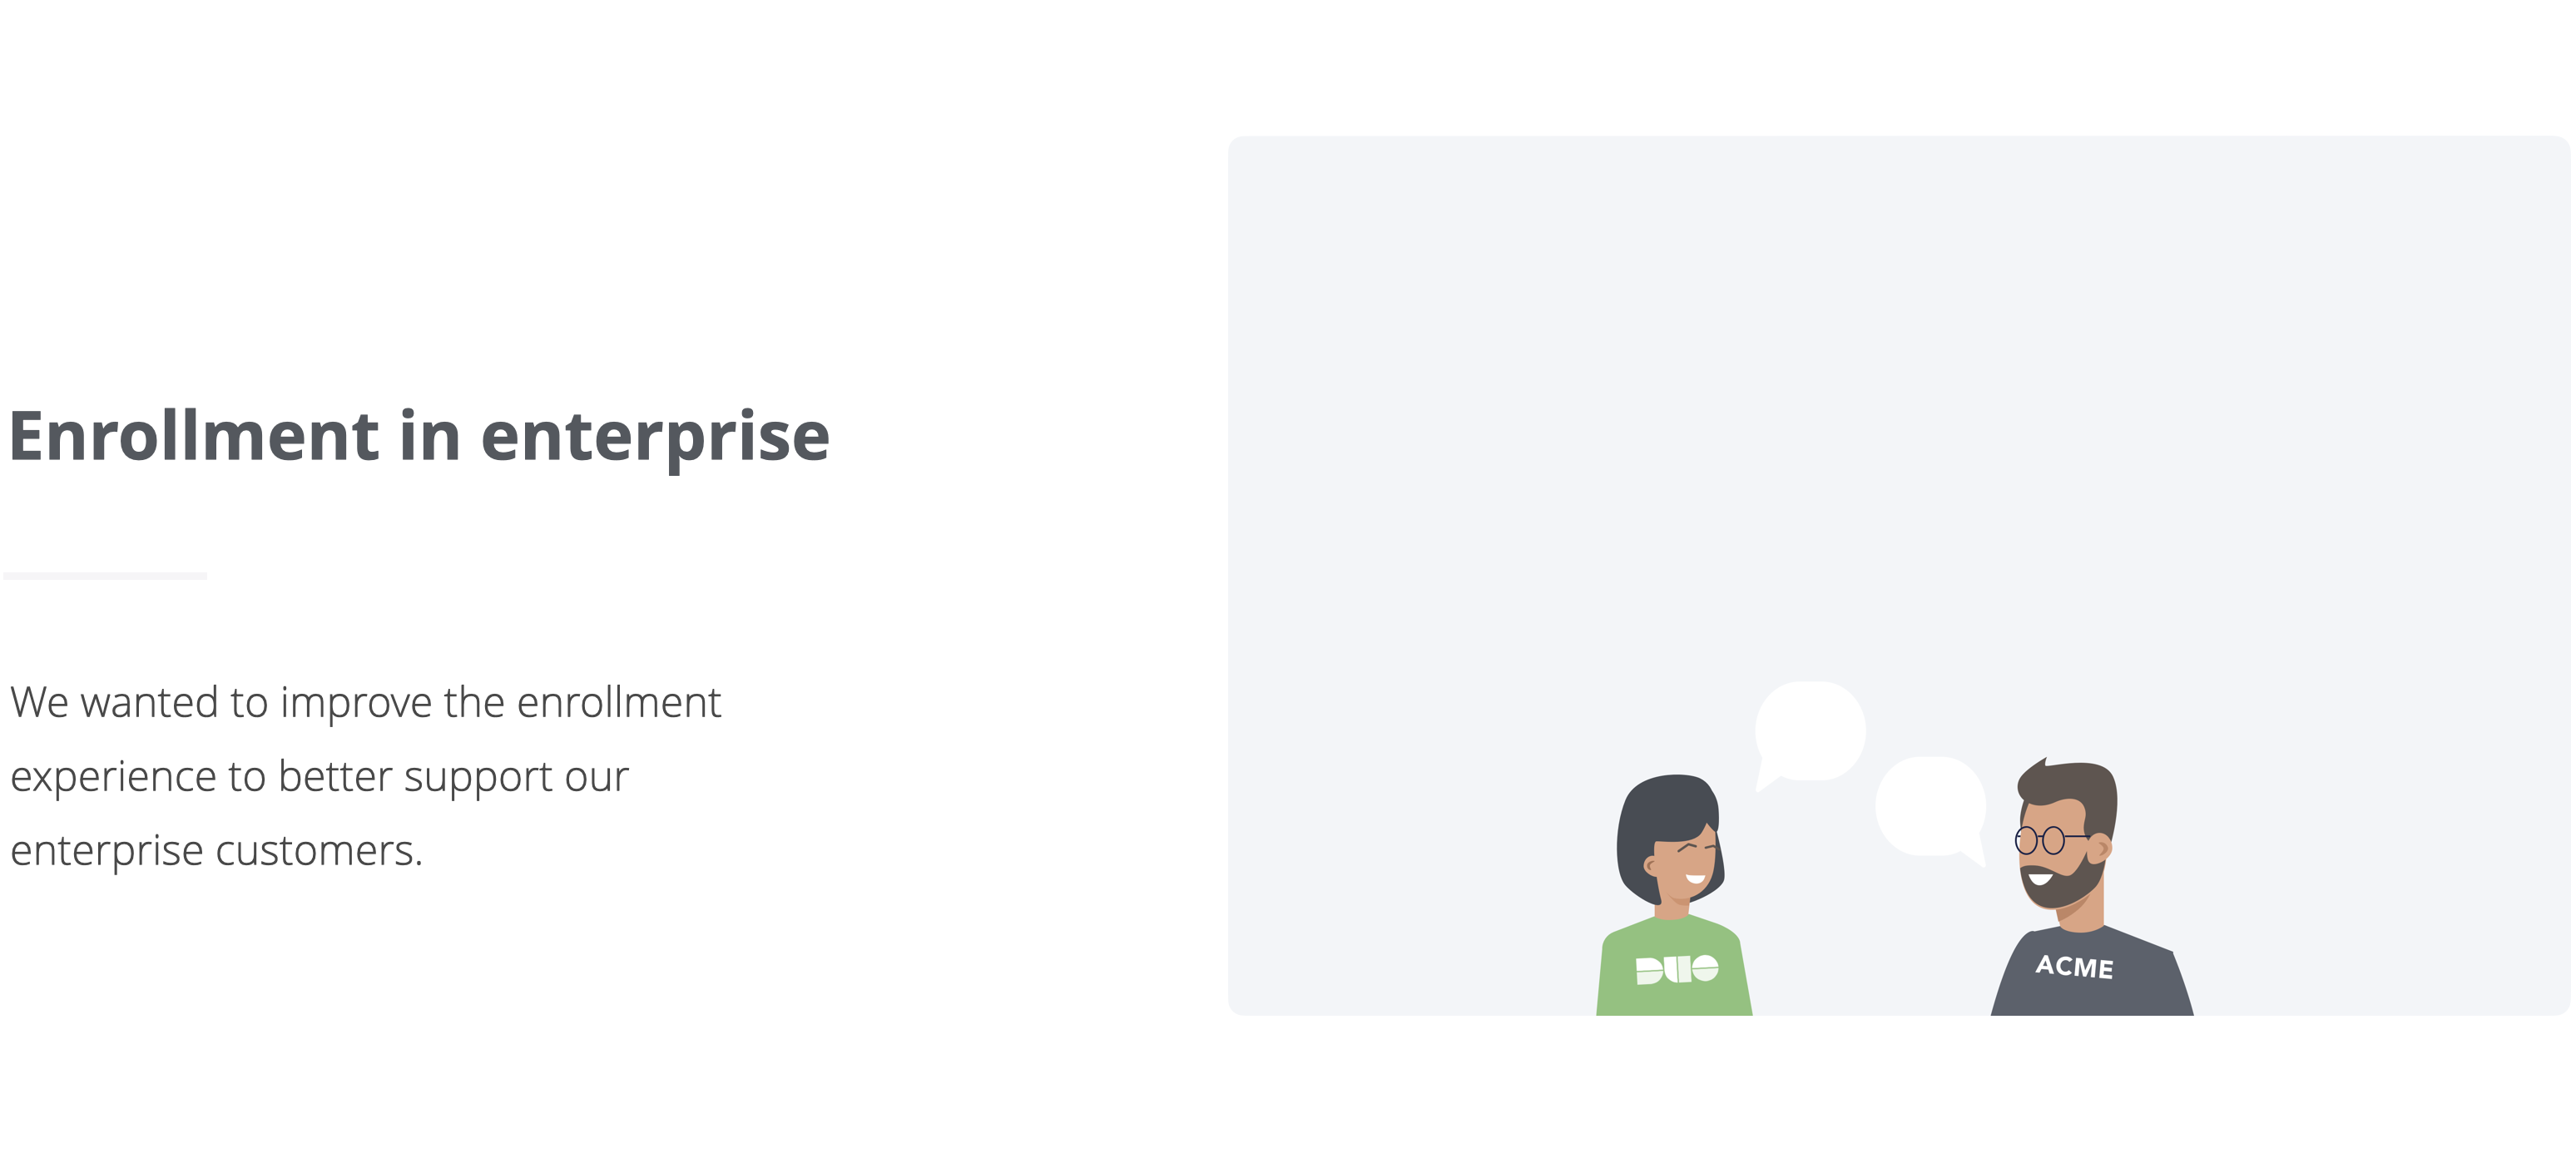 Enrollment in enterprise
We wanted to improve the enrollment
experience to better support our
enterprise customers.
DUO
ACME